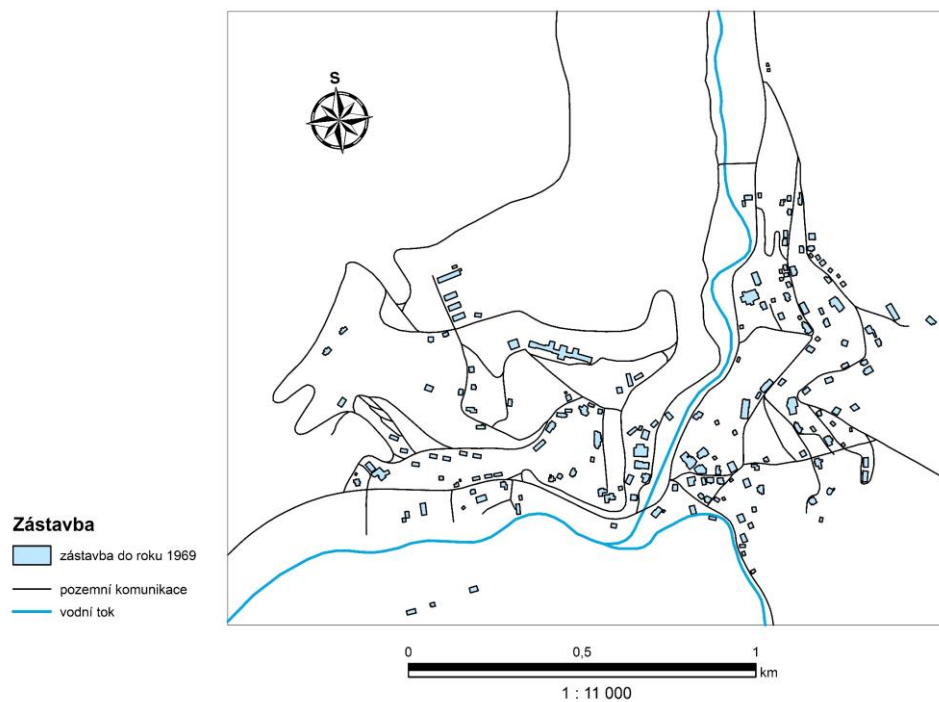 S
Zástavba
zástavba do roku 1969
pozemní komunikace
vodní tok
0 0,5 1
km
1 : 11 000